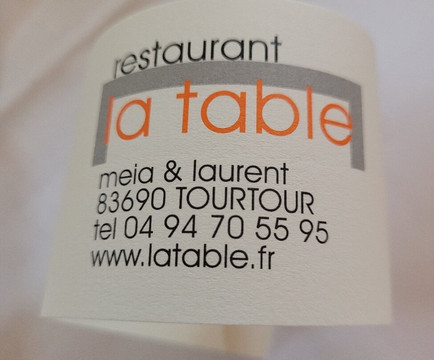 restaurant
la table
meia & laurent
83690 TOURTOUR
tel 04 94 70 55 95
www.latable.fr